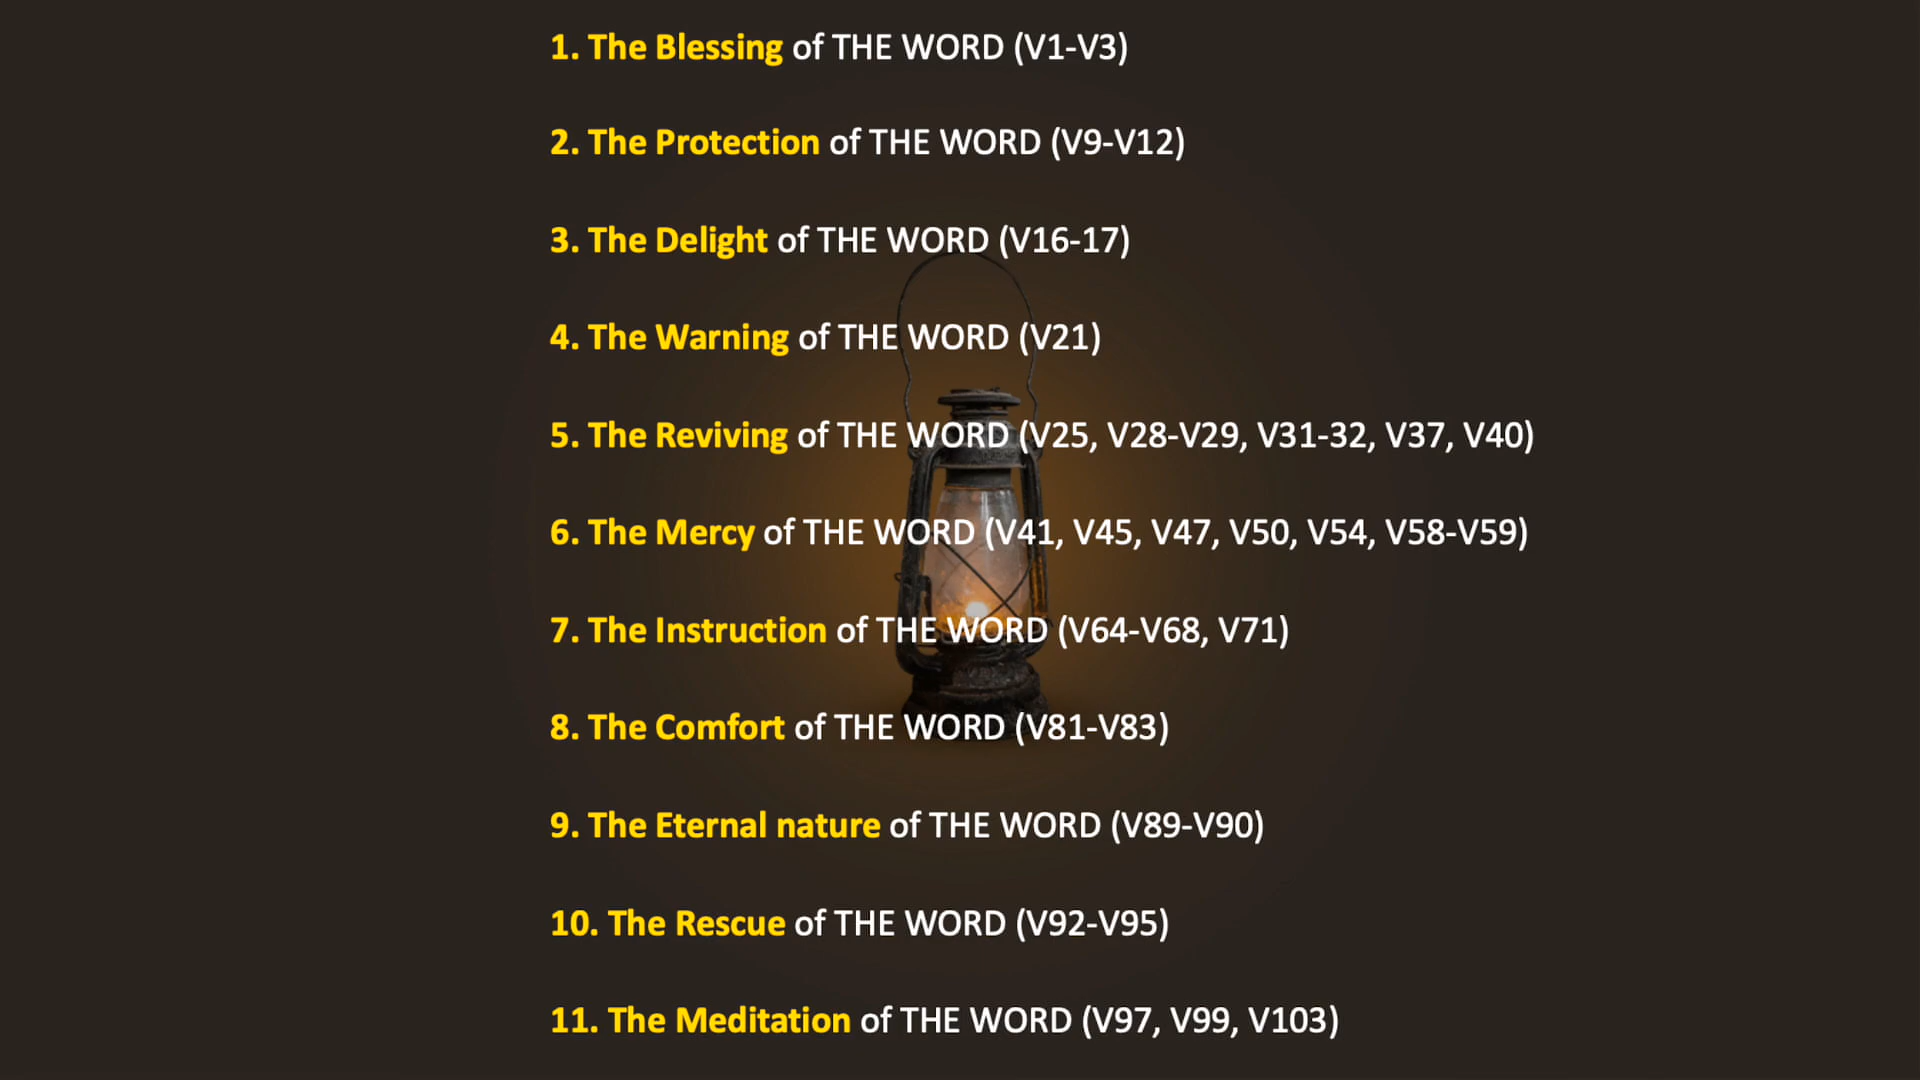 1. The Blessing of THE WORD (V1-V3)
2. The Protection of THE WORD (V9-V12)
3. The Delight of THE WORD (V16-17)
4. The Warning of THE WORD (V21)
5. The Reviving of THE WORD (V25, V28-V29, V31-32, V37, V40)
6. The Mercy of THE WORD (V41, V45, V47, V50, V54, V58-V59)
7. The Instruction of THE WORD (V64-V68, V71)
8. The Comfort of THE WORD (V81-V83)
9. The Eternal nature of THE WORD (V89-V90)
10. The Rescue of THE WORD (V92-V95)
11. The Meditation of THE WORD (V97, V99, V103)